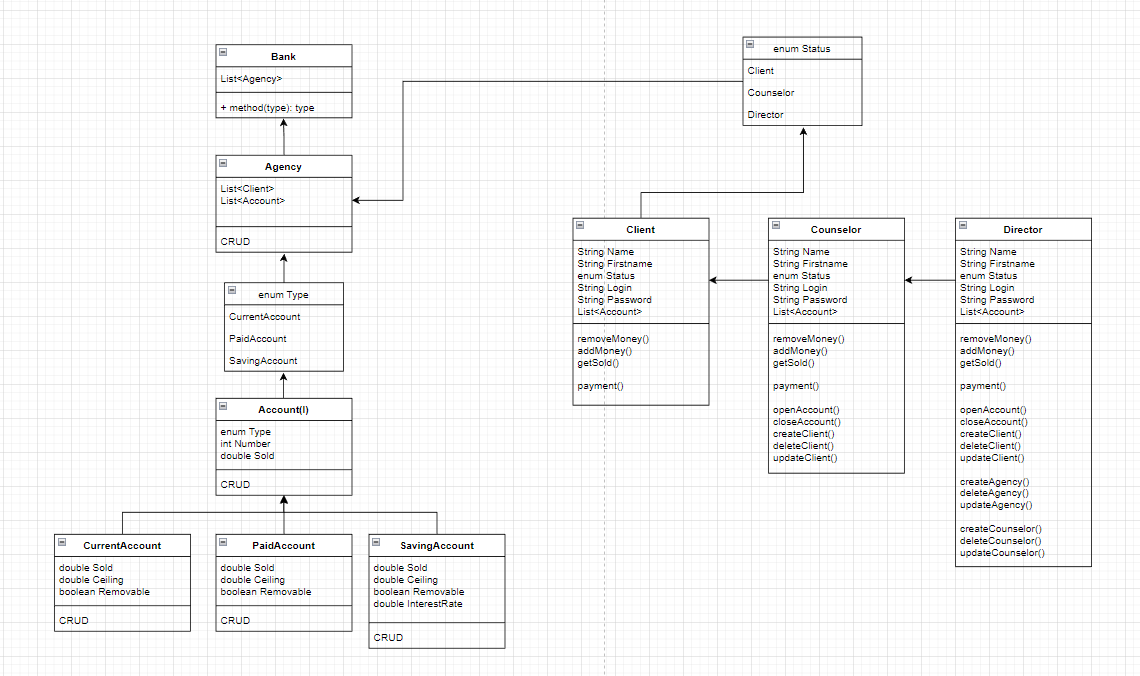 Bank
List<Agency>
+ method(type): type
Agency
List<Client>
List<Account>
CRUD
enum Type
CurrentAccount
PaidAccount
SavingAccount
Account(I)
enum Type
int Number
double Sold
CRUD
CurrentAccount
double Sold
double Ceiling
boolean Removable
CRUD
PaidAccount
double Sold
double Ceiling
boolean Removable
CRUD
SavingAccount
double Sold
double Ceiling
boolean Removable
double InterestRate
CRUD
enum Status
Client
Counselor
Director
Client
String Name
String Firstname
enum Status
String Login
String Password
List<Account>
removeMoney()
addMoney()
getSold()
payment()
Counselor
String Name
String Firstname
enum Status
String Login
String Password
List<Account>
removeMoney()
addMoney()
getSold()
payment()
openAccount()
closeAccount()
createClient()
deleteClient()
updateClient()
Director
String Name
String Firstname
enum Status
String Login
String Password
List<Account>
removeMoney()
addMoney()
getSold()
payment()
openAccount()
closeAccount()
createClient()
deleteClient()
updateClient()
createAgency()
deleteAgency()
updateAgency()
createCounselor()
deleteCounselor()
updateCounselor()